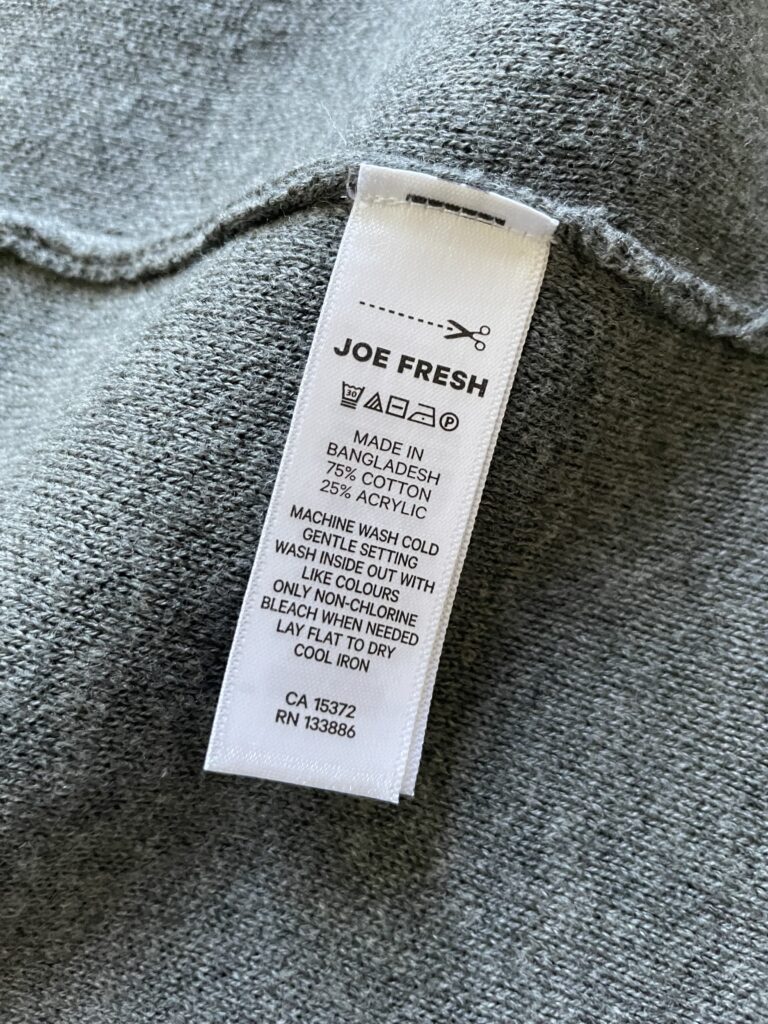 JOE FRESH
30 P
MADE IN
BANGLADESH
75% COTTON
25% ACRYLIC
MACHINE WASH COLD
GENTLE SETTING
WASH INSIDE OUT WITH
LIKE COLOURS
ONLY NON-CHLORINE
BLEACH WHEN NEEDED
LAY FLAT TO DRY
COOL IRON
CA 15372
RN 133886